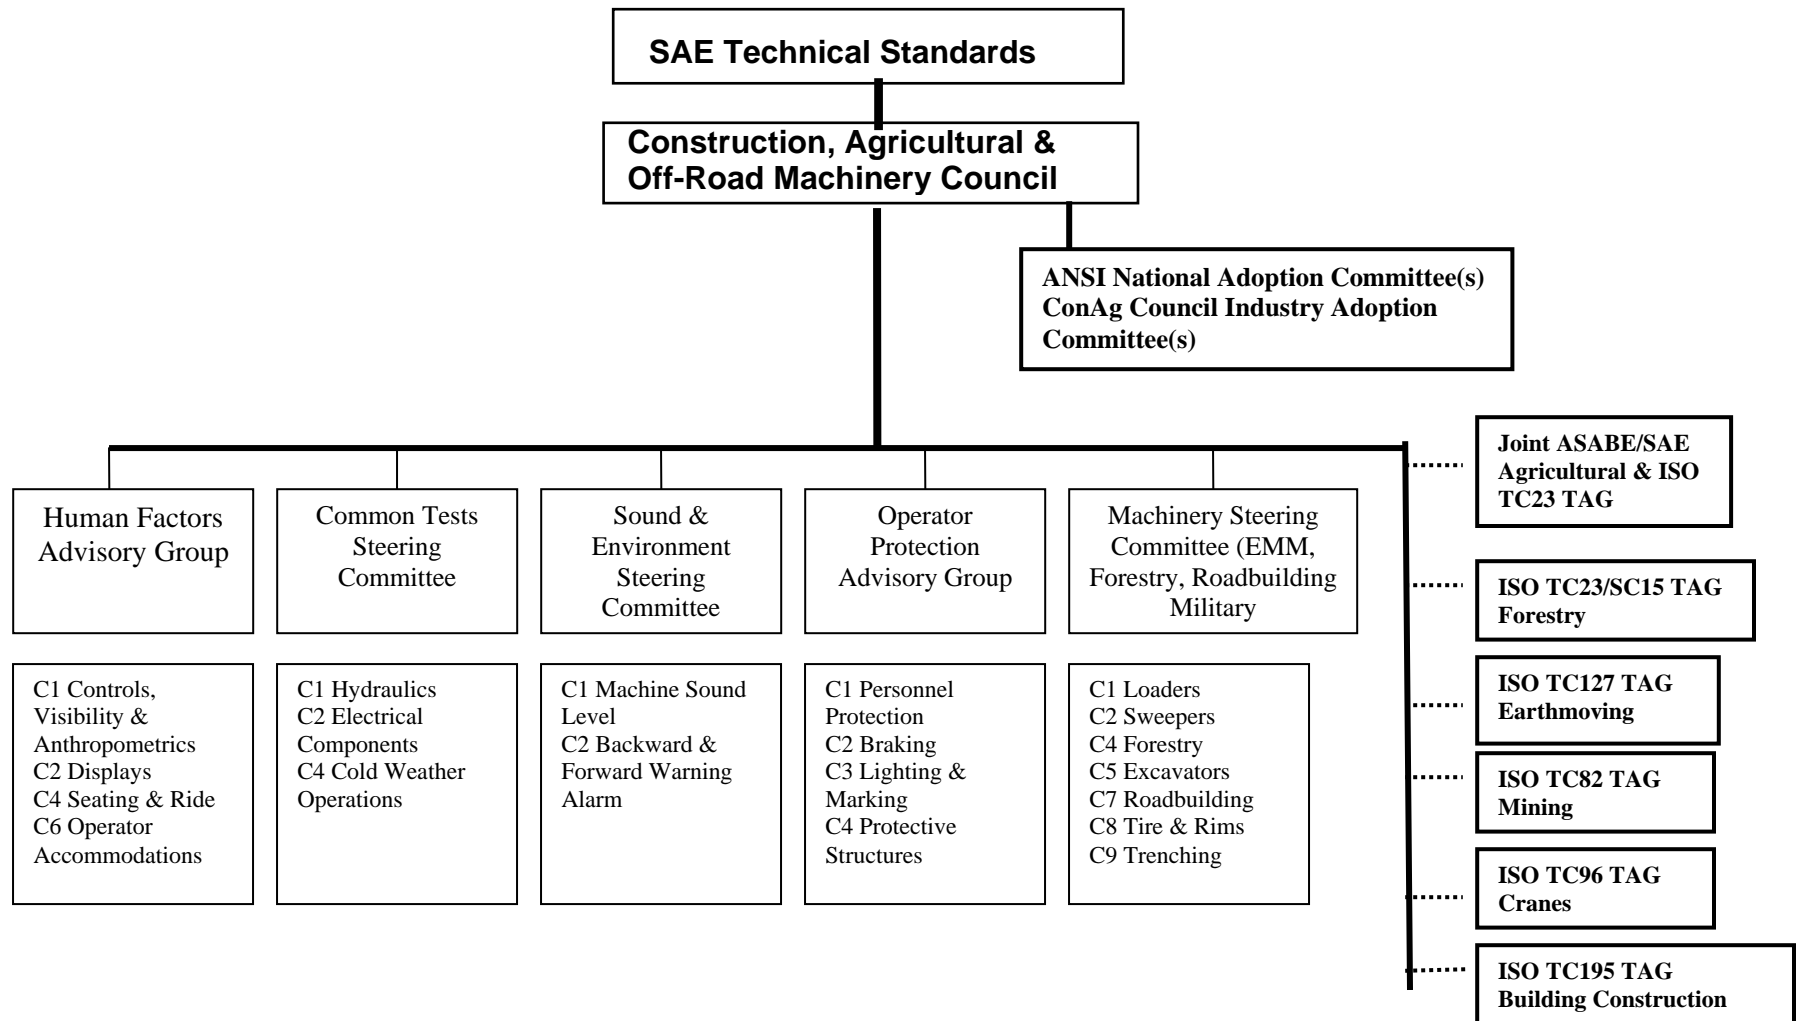 SAE Technical Standards
Construction, Agricultural &
Off-Road Machinery Council
ANSI National Adoption Committee(s)
ConAg Council Industry Adoption
Committee(s)
Human Factors
Advisory Group
Common Tests
Steering
Committee
Sound &
Environment
Steering
Committee
Operator
Protection
Advisory Group
Machinery Steering
Committee (EMM,
Forestry, Roadbuilding
Military
C1 Controls,
Visibility &
Anthropometrics
C2 Displays
C4 Seating & Ride
C6 Operator
Accommodations
C1 Hydraulics
C2 Electrical
Components
C4 Cold Weather
Operations
C1 Machine Sound
Level
C2 Backward &
Forward Warning
Alarm
C1 Personnel
Protection
C2 Braking
C3 Lighting &
Marking
C4 Protective
Structures
C1 Loaders
C2 Sweepers
C4 Forestry
C5 Excavators
C7 Roadbuilding
C8 Tire & Rims
C9 Trenching
Joint ASABE/SAE
Agricultural & ISO
TC23 TAG
ISO TC23/SC15 TAG
Forestry
ISO TC127 TAG
Earthmoving
ISO TC82 TAG
Mining
ISO TC96 TAG
Cranes
ISO TC195 TAG
Building Construction